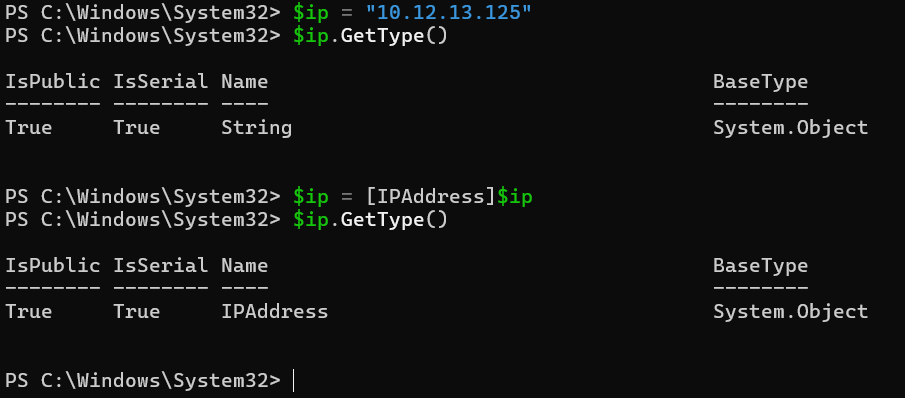 PS C:\Windows\System32> $ip = "10.12.13.125"
PS C:\Windows\System32> $ip.GetType()
IsPublic IsSerial Name                                     BaseType
-------- -------- ----                                     --------
True     True     String                                   System.Object
PS C:\Windows\System32> $ip = [IPAddress]$ip
PS C:\Windows\System32> $ip.GetType()
IsPublic IsSerial Name                                     BaseType
-------- -------- ----                                     --------
True     True     IPAddress                                System.Object
PS C:\Windows\System32>